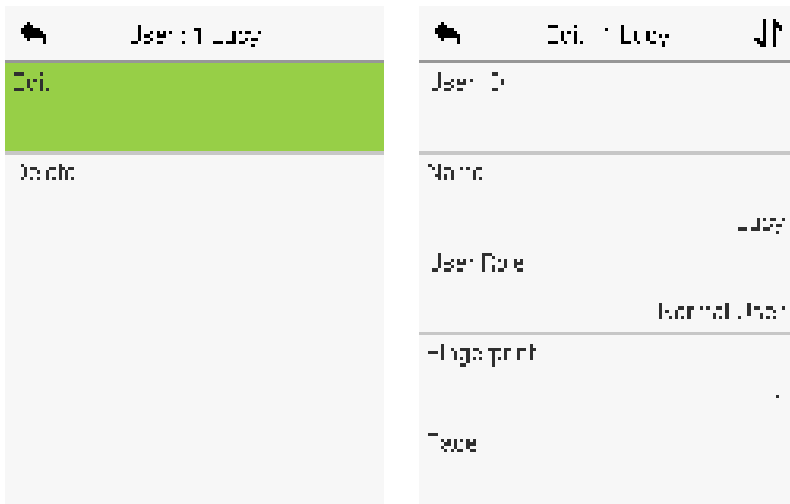 User : 1 Lucy
Edit
Delete
Edit: 1 Lucy
User ID
Name
Lucy
User Role
Normal User
Fingerprint
Face